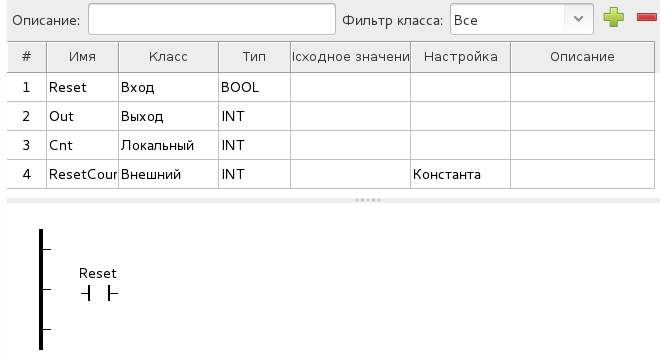 Описание: Фильтр класса: Все
# Имя Класс Тип Исходное значени Настройка Описание
1 Reset Вход BOOL
2 Out Выход INT
3 Cnt Локальный INT
4 ResetCour Внешний INT Константа
Reset